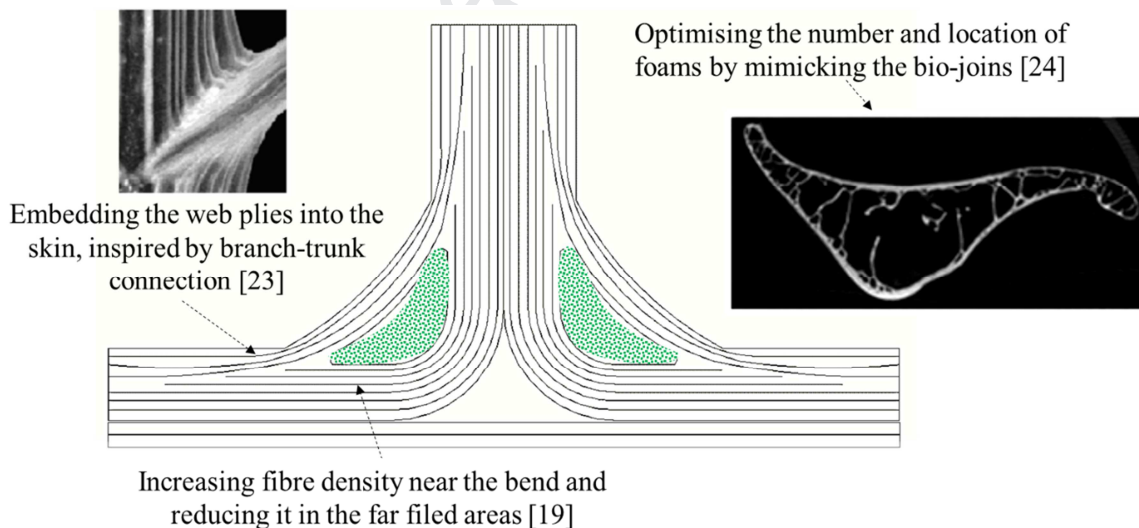 Optimising the number and location of
foams by mimicking the bio-joins [24]
Embedding the web plies into the
skin, inspired by branch-trunk
connection [23]
Increasing fibre density near the bend and
reducing it in the far filed areas [19]